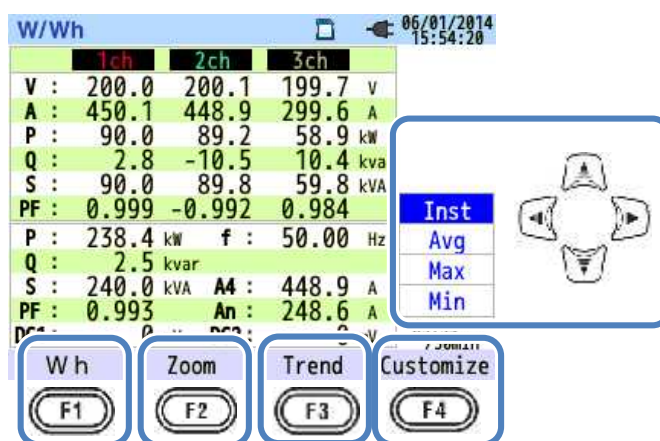 W/Wh 06/01/2014
15:54:20
1ch 2ch 3ch
V : 200.0 200.1 199.7 V
A : 450.1 448.9 299.6 A
P : 90.0 89.2 58.9 kW
Q : 2.8 -10.5 10.4 kva
S : 90.0 89.8 59.8 kVA
PF : 0.999 -0.992 0.984
P : 238.4 kW f : 50.00 Hz
Q : 2.5 kvar
S : 240.0 kVA A4 : 448.9 A
PF : 0.993 An : 248.6 A
Inst
Avg
Max
Min
Wh Zoom Trend Customize
F1 F2 F3 F4